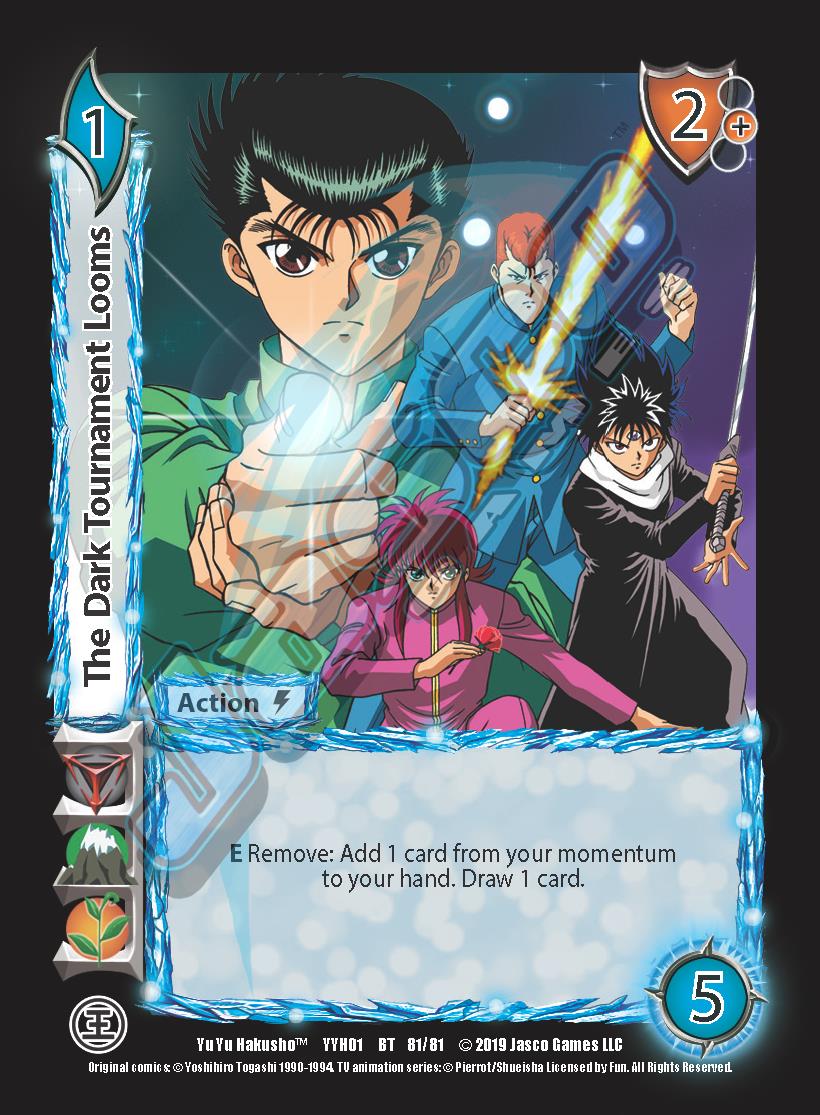 1
2
+
TM
The Dark Tournament Looms
Action
E Remove: Add 1 card from your momentum
to your hand. Draw 1 card.
5
Yu Yu Hakusho™ YYH01 BT 81/81 © 2019 Jasco Games LLC
Original comics: © Yoshihiro Togashi 1990-1994. TV animation series: © Pierrot/Shueisha Licensed by Fun. All Rights Reserved.